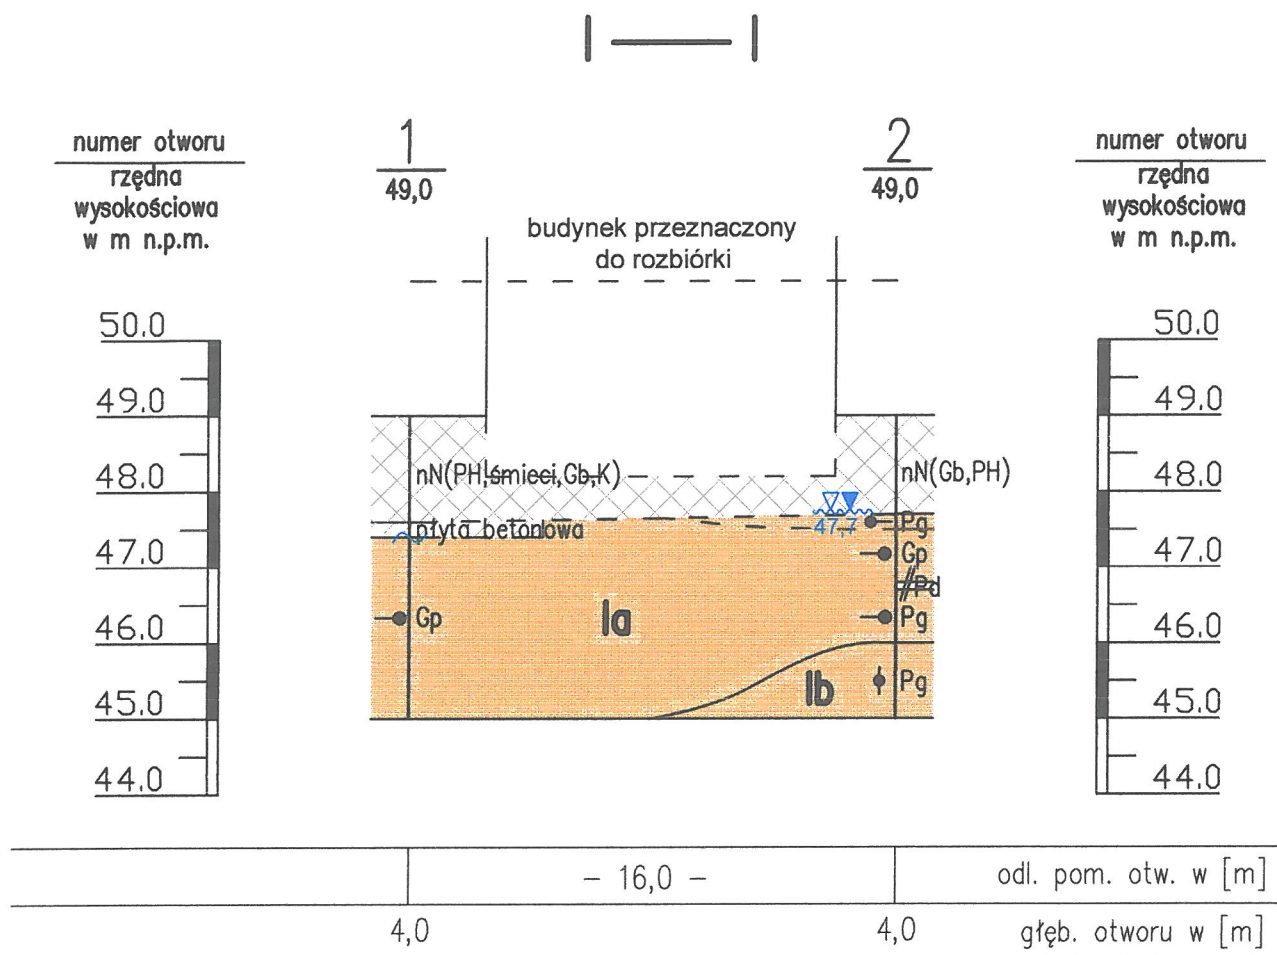 I — I
numer otworu
rzędna
wysokościowa
w m n.p.m.
1
49,0
2
49,0
numer otworu
rzędna
wysokościowa
w m n.p.m.
budynek przeznaczony
do rozbiórki
50.0
49.0
48.0
47.0
46.0
45.0
44.0
50.0
49.0
48.0
47.0
46.0
45.0
44.0
nN(PH,śmieci,Gb,K)
nN(Gb,PH)
płyta betonowa
47,7
Pg
Gp
//Pd
Gp
Ia
Pg
Ib
Pg
– 16,0 –
odl. pom. otw. w [m]
4,0
4,0
głęb. otworu w [m]